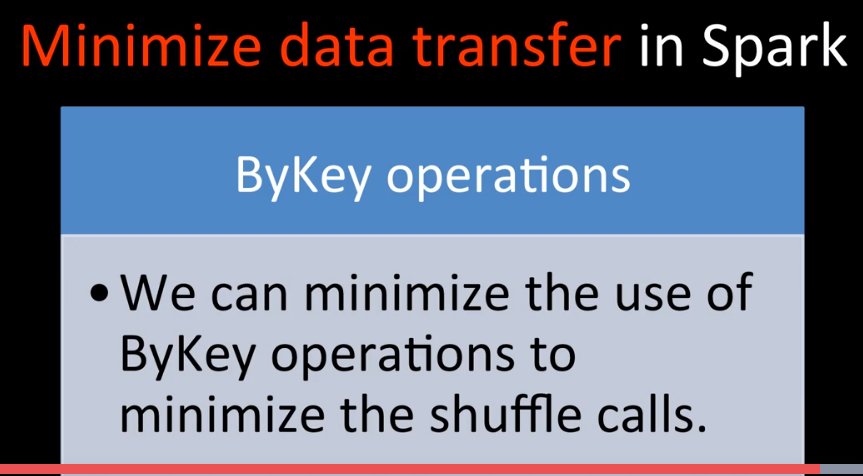 Minimize data transfer in Spark
ByKey operations
•We can minimize the use of
ByKey operations to
minimize the shuffle calls.